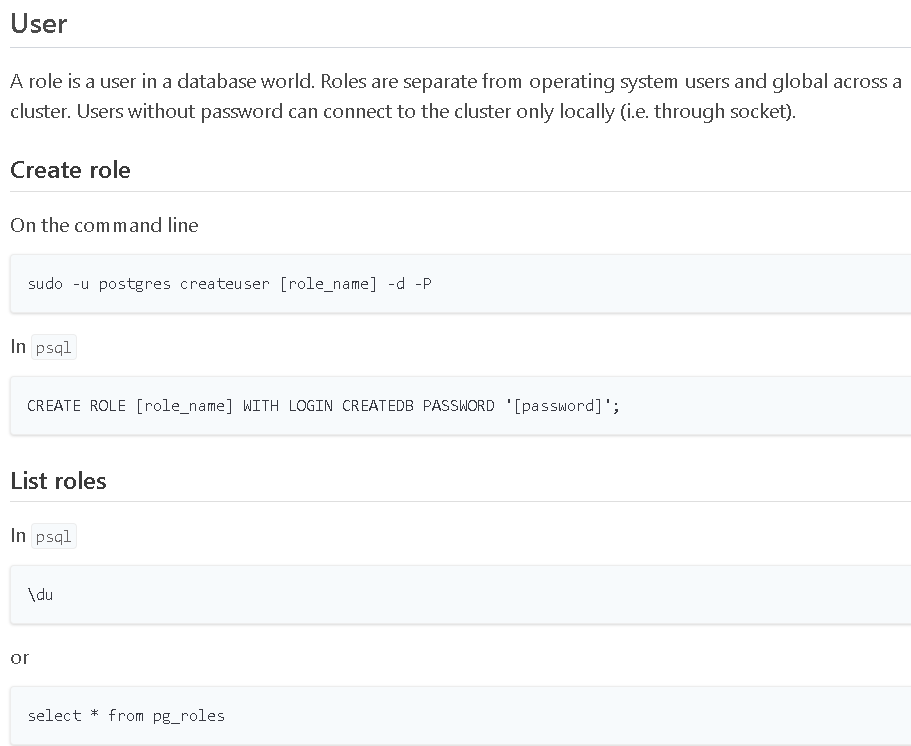 User
A role is a user in a database world. Roles are separate from operating system users and global across a
cluster. Users without password can connect to the cluster only locally (i.e. through socket).
Create role
On the command line
sudo -u postgres createuser [role_name] -d -P
In psql
CREATE ROLE [role_name] WITH LOGIN CREATEDB PASSWORD '[password]';
List roles
In psql
\du
or
select * from pg_roles